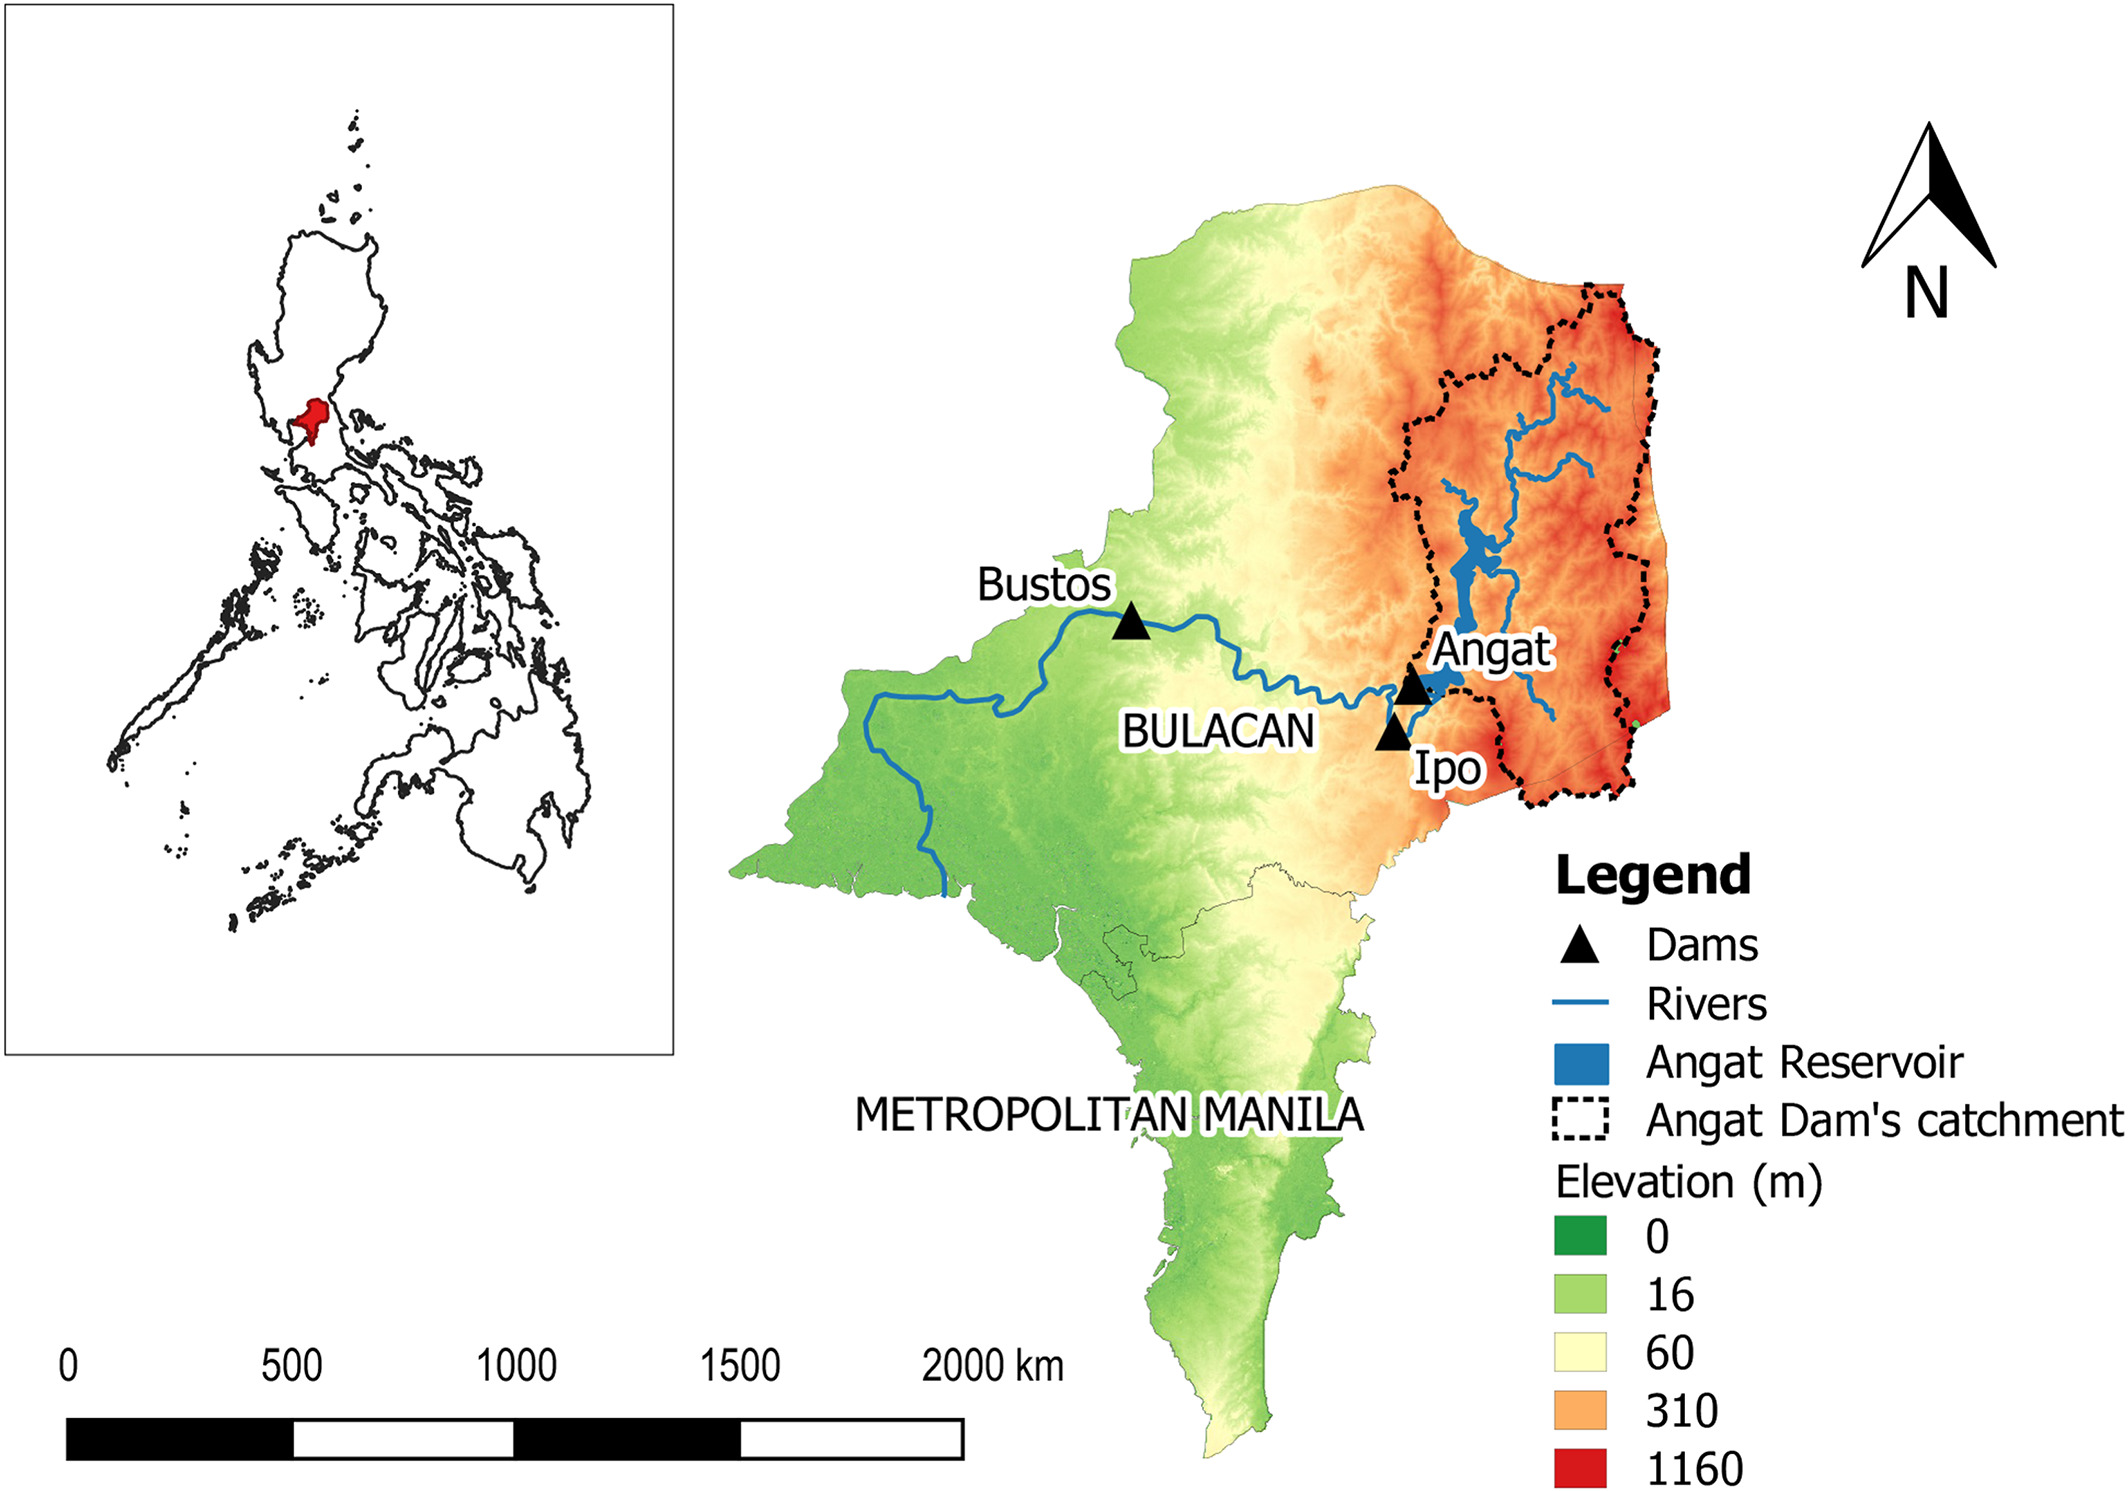 N
Bustos
Angat
BULACAN
Ipo
METROPOLITAN MANILA
Legend
Dams
Rivers
Angat Reservoir
Angat Dam's catchment
Elevation (m)
0
16
60
310
1160
0 500 1000 1500 2000 km